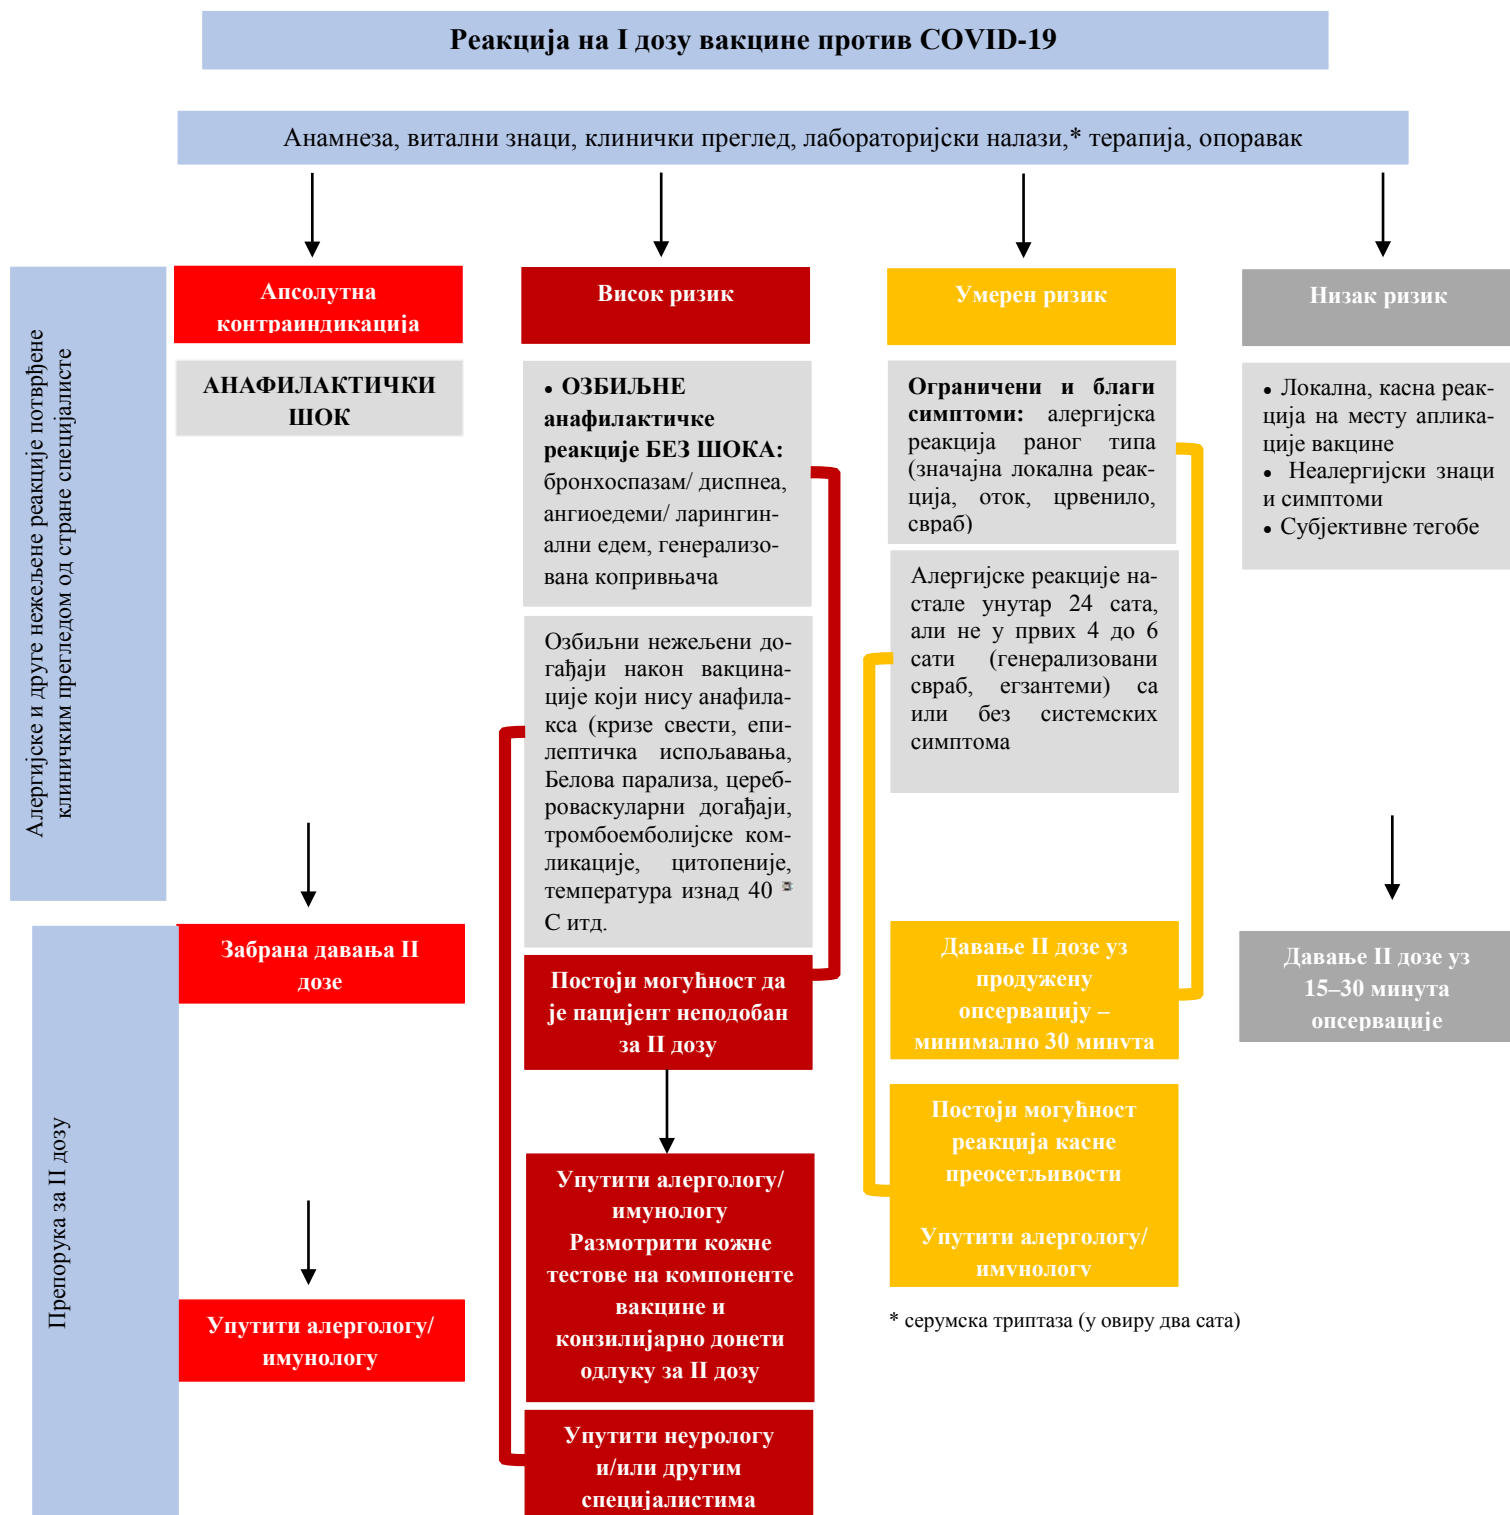 Реакција на I дозу вакцине против COVID-19
Анамнеза, витални знаци, клинички преглед, лабораторијски налази,* терапија, опоравак
Алергијске и друге нежељене реакције потврђене
клиничким прегледом од стране специјалисте
Апсолутна
контраиндикација
АНАФИЛАКТИЧКИ
ШОК
Забрана давања II
дозе
Упутити алергологу/
имунологу
Висок ризик
• ОЗБИЉНЕ
анафилактичке
реакције БЕЗ ШОКА:
бронхоспазам/ диспнеа,
ангиоедеми/ ларингин-
ални едем, генерализо-
вана копривњача
Озбиљни нежељени до-
гађаји након вакцина-
ције који нису анафила-
кса (кризе свести, епи-
лептичка испољавања,
Белова парализа, цереб-
роваскуларни догађаји,
тромбоемболијске ком-
ликације, цитопеније,
температура изнад 40
С итд.
Постоји могућност да
је пацијент неподобан
за II дозу
Упутити алергологу/
имунологу
Размотрити кожне
тестове на компоненте
вакцине и
конзилијарно донети
одлуку за II дозу
Упутити неурологу
и/или другим
специјалистима
Умерен ризик
Ограничени и благи
симптоми: алергијска
реакција раног типа
(значајна локална реак-
ција, оток, црвенило,
свраб)
Алергијске реакције на-
стале унутар 24 сата,
али не у првих 4 до 6
сати (генерализовани
свраб, егзантеми) са
или без системских
симптома
Давање II дозе уз
продужену
опсервацију –
минимално 30 минута
Постоји могућност
реакција касне
преосетљивости
Упутити алергологу/
имунологу
Низак ризик
• Локална, касна реак-
ција на месту аплика-
ције вакцине
• Неалергијски знаци
и симптоми
• Субјективне тегобе
Давање II дозе уз
15–30 минута
опсервације
Препорука за II дозу
* серумска триптаза (у овиру два сата)